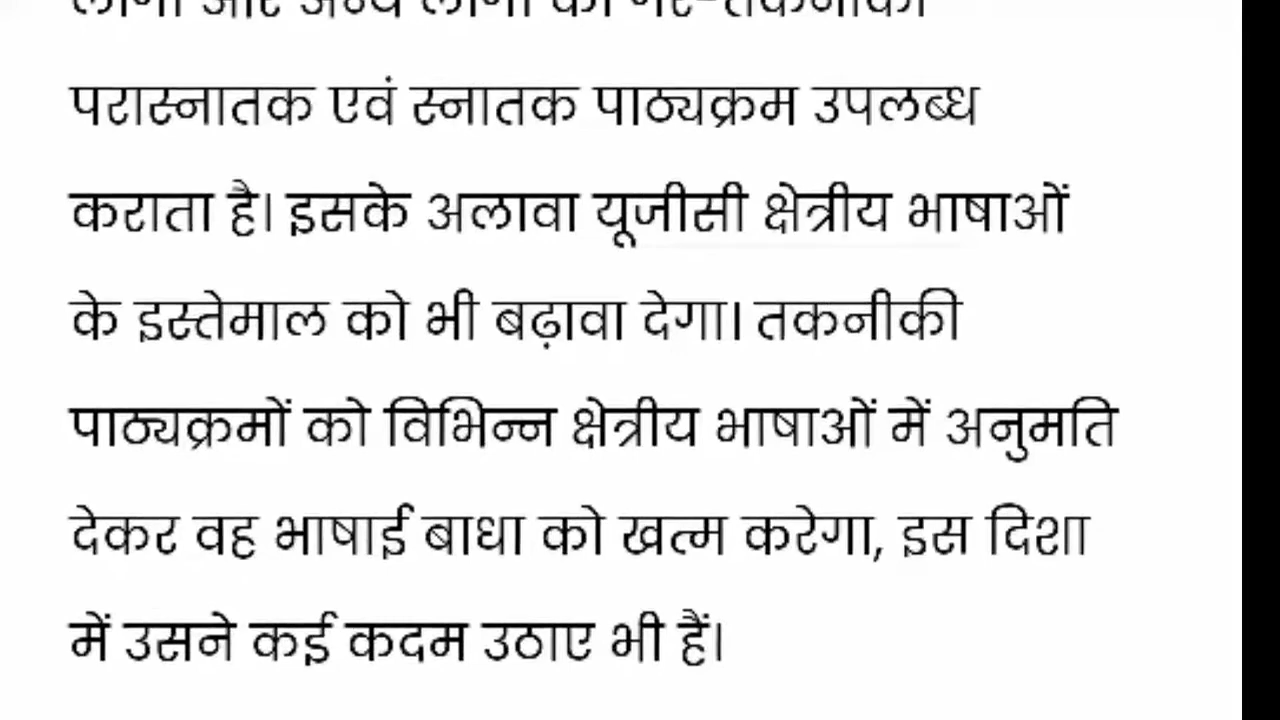 परास्नातक एवं स्नातक पाठ्यक्रम उपलब्ध
कराता है। इसके अलावा यूजीसी क्षेत्रीय भाषाओं
के इस्तेमाल को भी बढ़ावा देगा। तकनीकी
पाठ्यक्रमों को विभिन्न क्षेत्रीय भाषाओं में अनुमति
देकर वह भाषाई बाधा को खत्म करेगा, इस दिशा
में उसने कई कदम उठाए भी हैं।